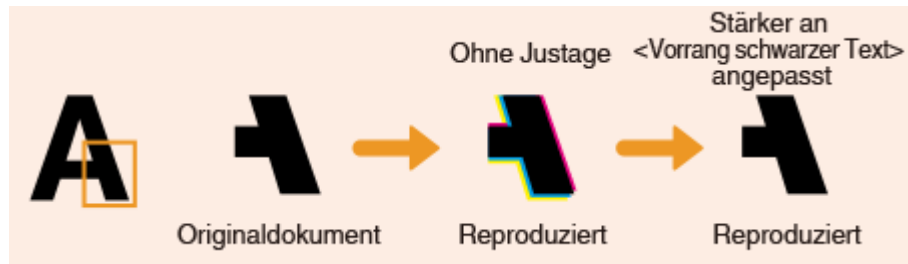 A
Originaldokument
Ohne Justage
Reproduziert
Stärker an
<Vorrang schwarzer Text>
angepasst
Reproduziert